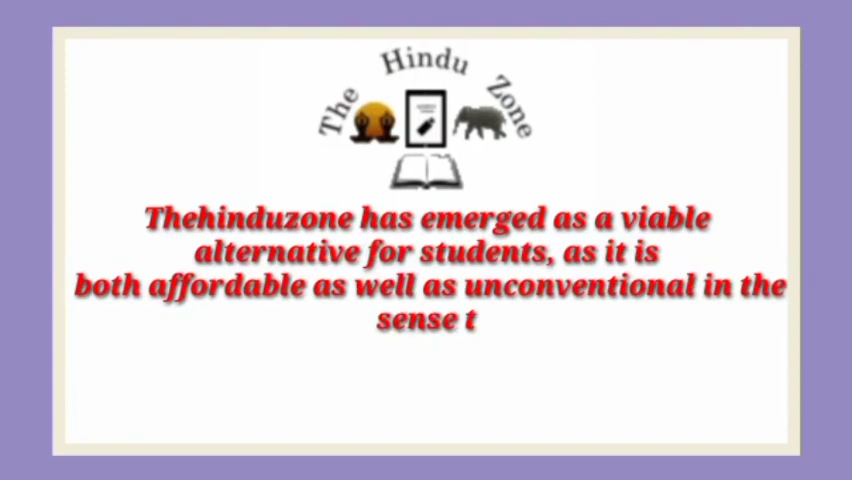 The Hindu Zone
Thehinduzone has emerged as a viable
alternative for students, as it is
both affordable as well as unconventional in the
sense t